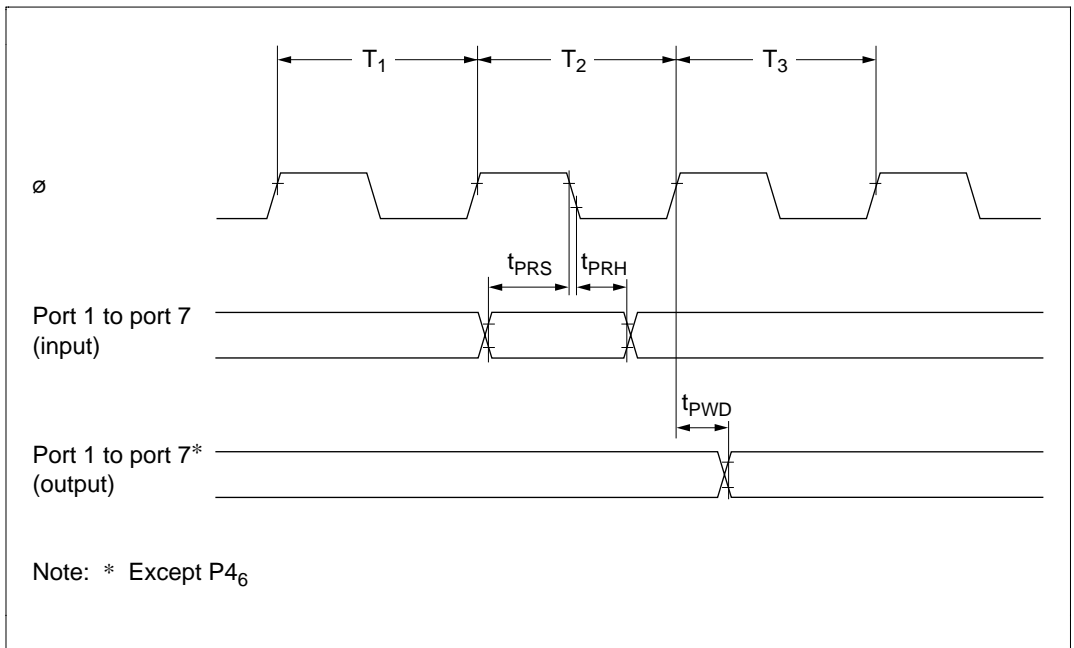 T₁ T₂ T₃
ø
tPRS tPRH
Port 1 to port 7
(input)
tPWD
Port 1 to port 7*
(output)
Note: * Except P4₆